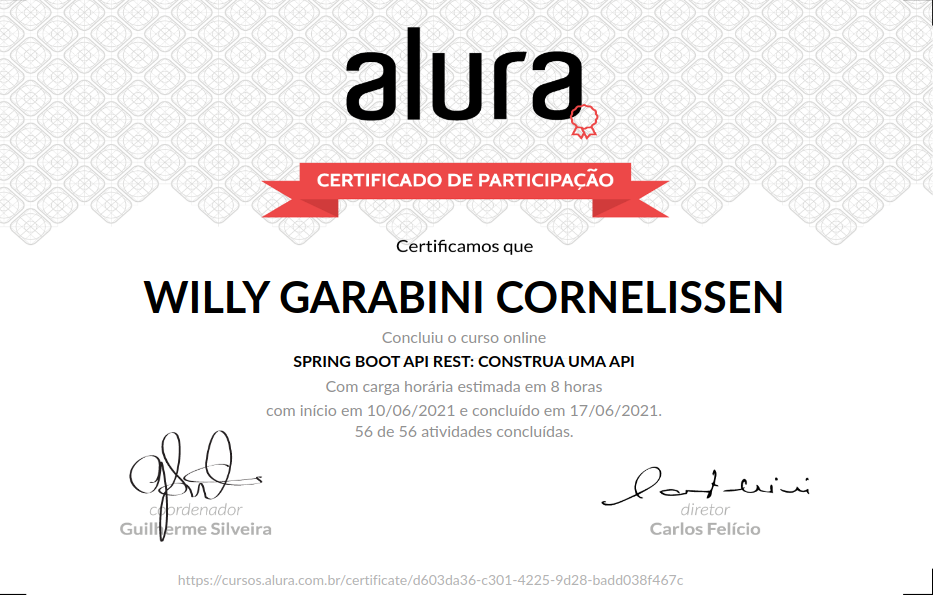 alura
CERTIFICADO DE PARTICIPAÇÃO
Certificamos que
WILLY GARABINI CORNELISSEN
Concluiu o curso online
SPRING BOOT API REST: CONSTRUA UMA API
Com carga horária estimada em 8 horas
com início em 10/06/2021 e concluído em 17/06/2021.
56 de 56 atividades concluídas.
coordenador
Guilherme Silveira
diretor
Carlos Felício
https://cursos.alura.com.br/certificate/d603da36-c301-4225-9d28-badd038f467c